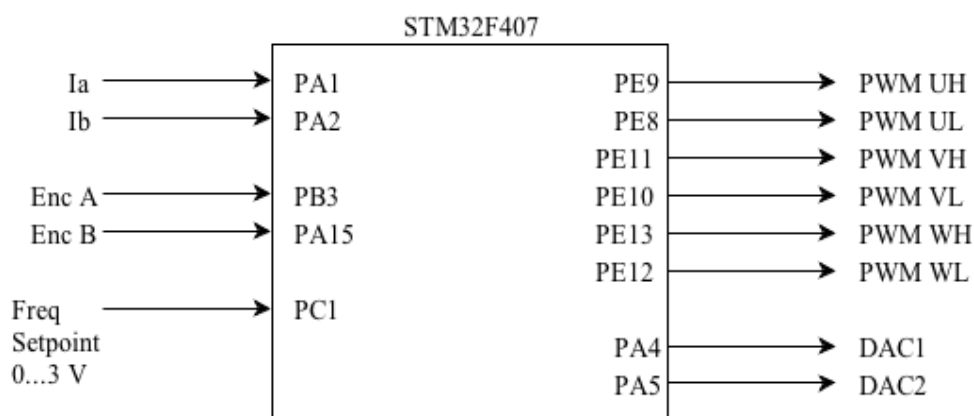 STM32F407
Ia PA1 PE9 PWM UH
Ib PA2 PE8 PWM UL
PE11 PWM VH
Enc A PB3 PE10 PWM VL
Enc B PA15 PE13 PWM WH
PE12 PWM WL
Freq PC1
Setpoint PA4 DAC1
0...3 V PA5 DAC2